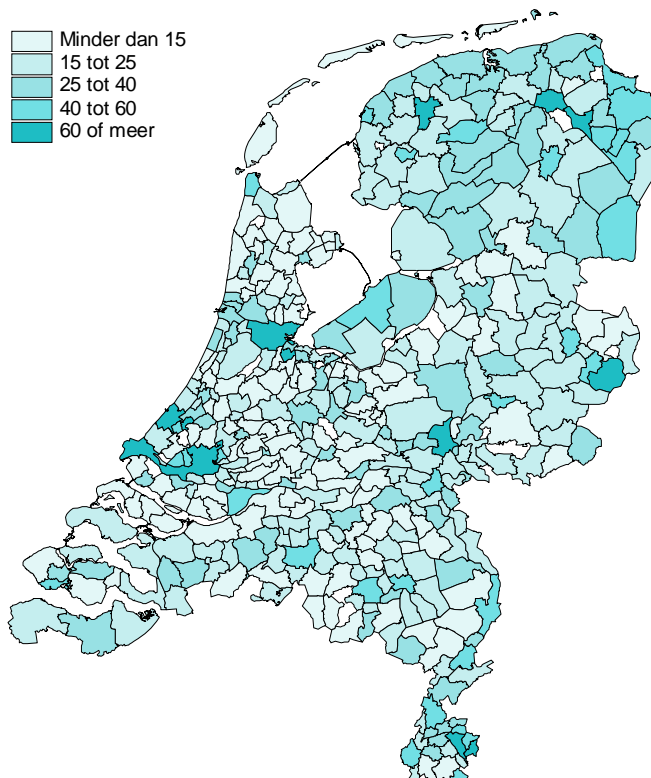 Minder dan 15
15 tot 25
25 tot 40
40 tot 60
60 of meer